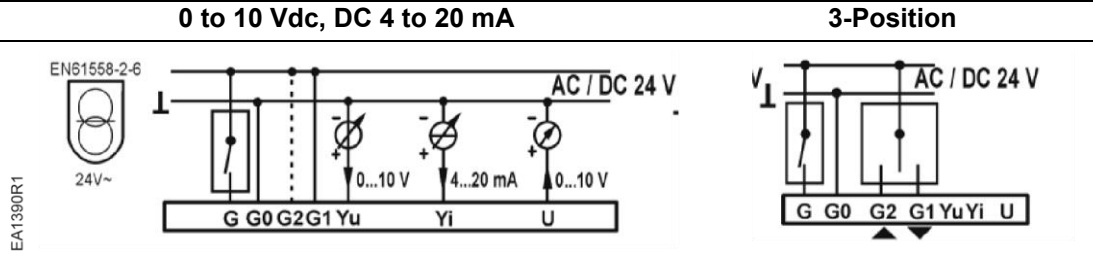 0 to 10 Vdc, DC 4 to 20 mA
3-Position
EN61558-2-6
24V~
EA1390R1
AC / DC 24 V
- - -
+ + +
0...10 V 4...20 mA 0...10 V
G G0 G2 G1 Yu Yi U
V
AC / DC 24 V
G G0 G2 G1 Yu Yi U